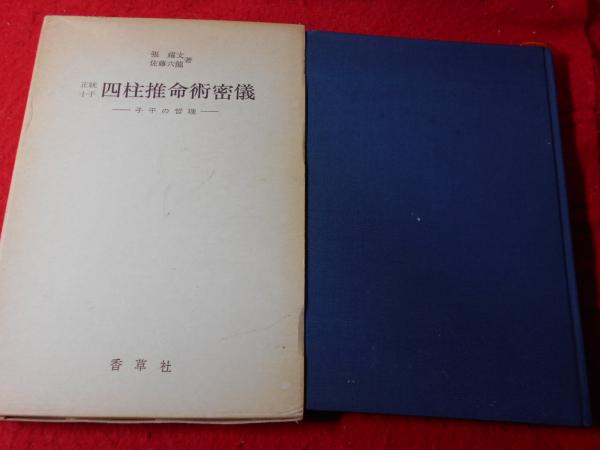 張耀文
佐藤六龍 著
正統
十干 四柱推命術密儀
──子平の哲理──
香草社